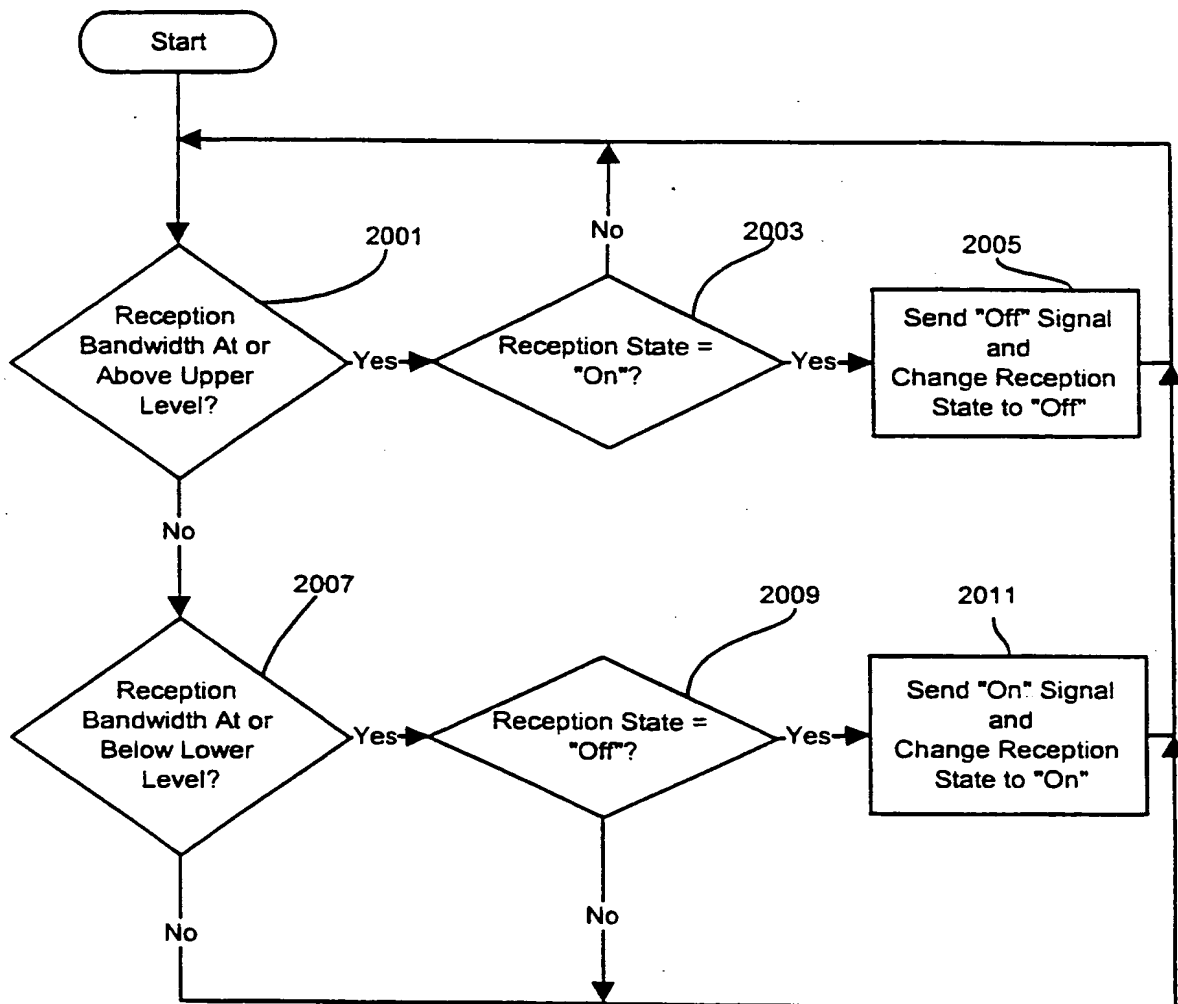 Start
2001
2003
2005
No
Reception
Bandwidth At or
Above Upper
Level?
Yes
Reception State =
"On"?
Yes
Send "Off" Signal
and
Change Reception
State to "Off"
No
2007
2009
2011
Reception
Bandwidth At or
Below Lower
Level?
Yes
Reception State =
"Off"?
Yes
Send "On" Signal
and
Change Reception
State to "On"
No
No